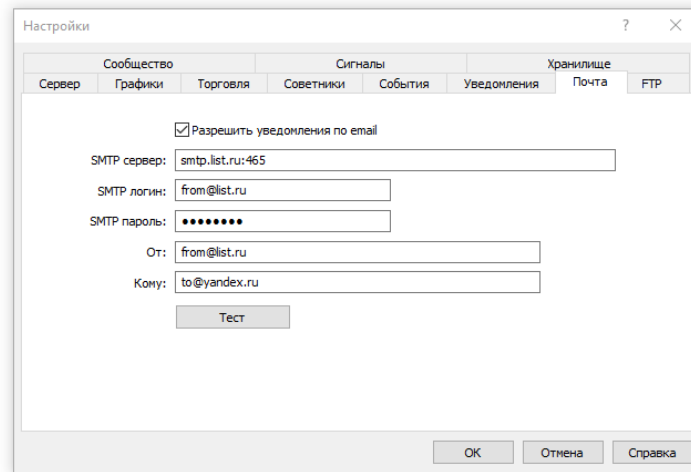 Настройки
?
Сообщество Сигналы Хранилище
Сервер Графики Торговля Советники События Уведомления Почта FTP
Разрешить уведомления по email
SMTP сервер: smtp.list.ru:465
SMTP логин: from@list.ru
SMTP пароль: ●●●●●●●●
От: from@list.ru
Кому: to@yandex.ru
Тест
OK Отмена Справка